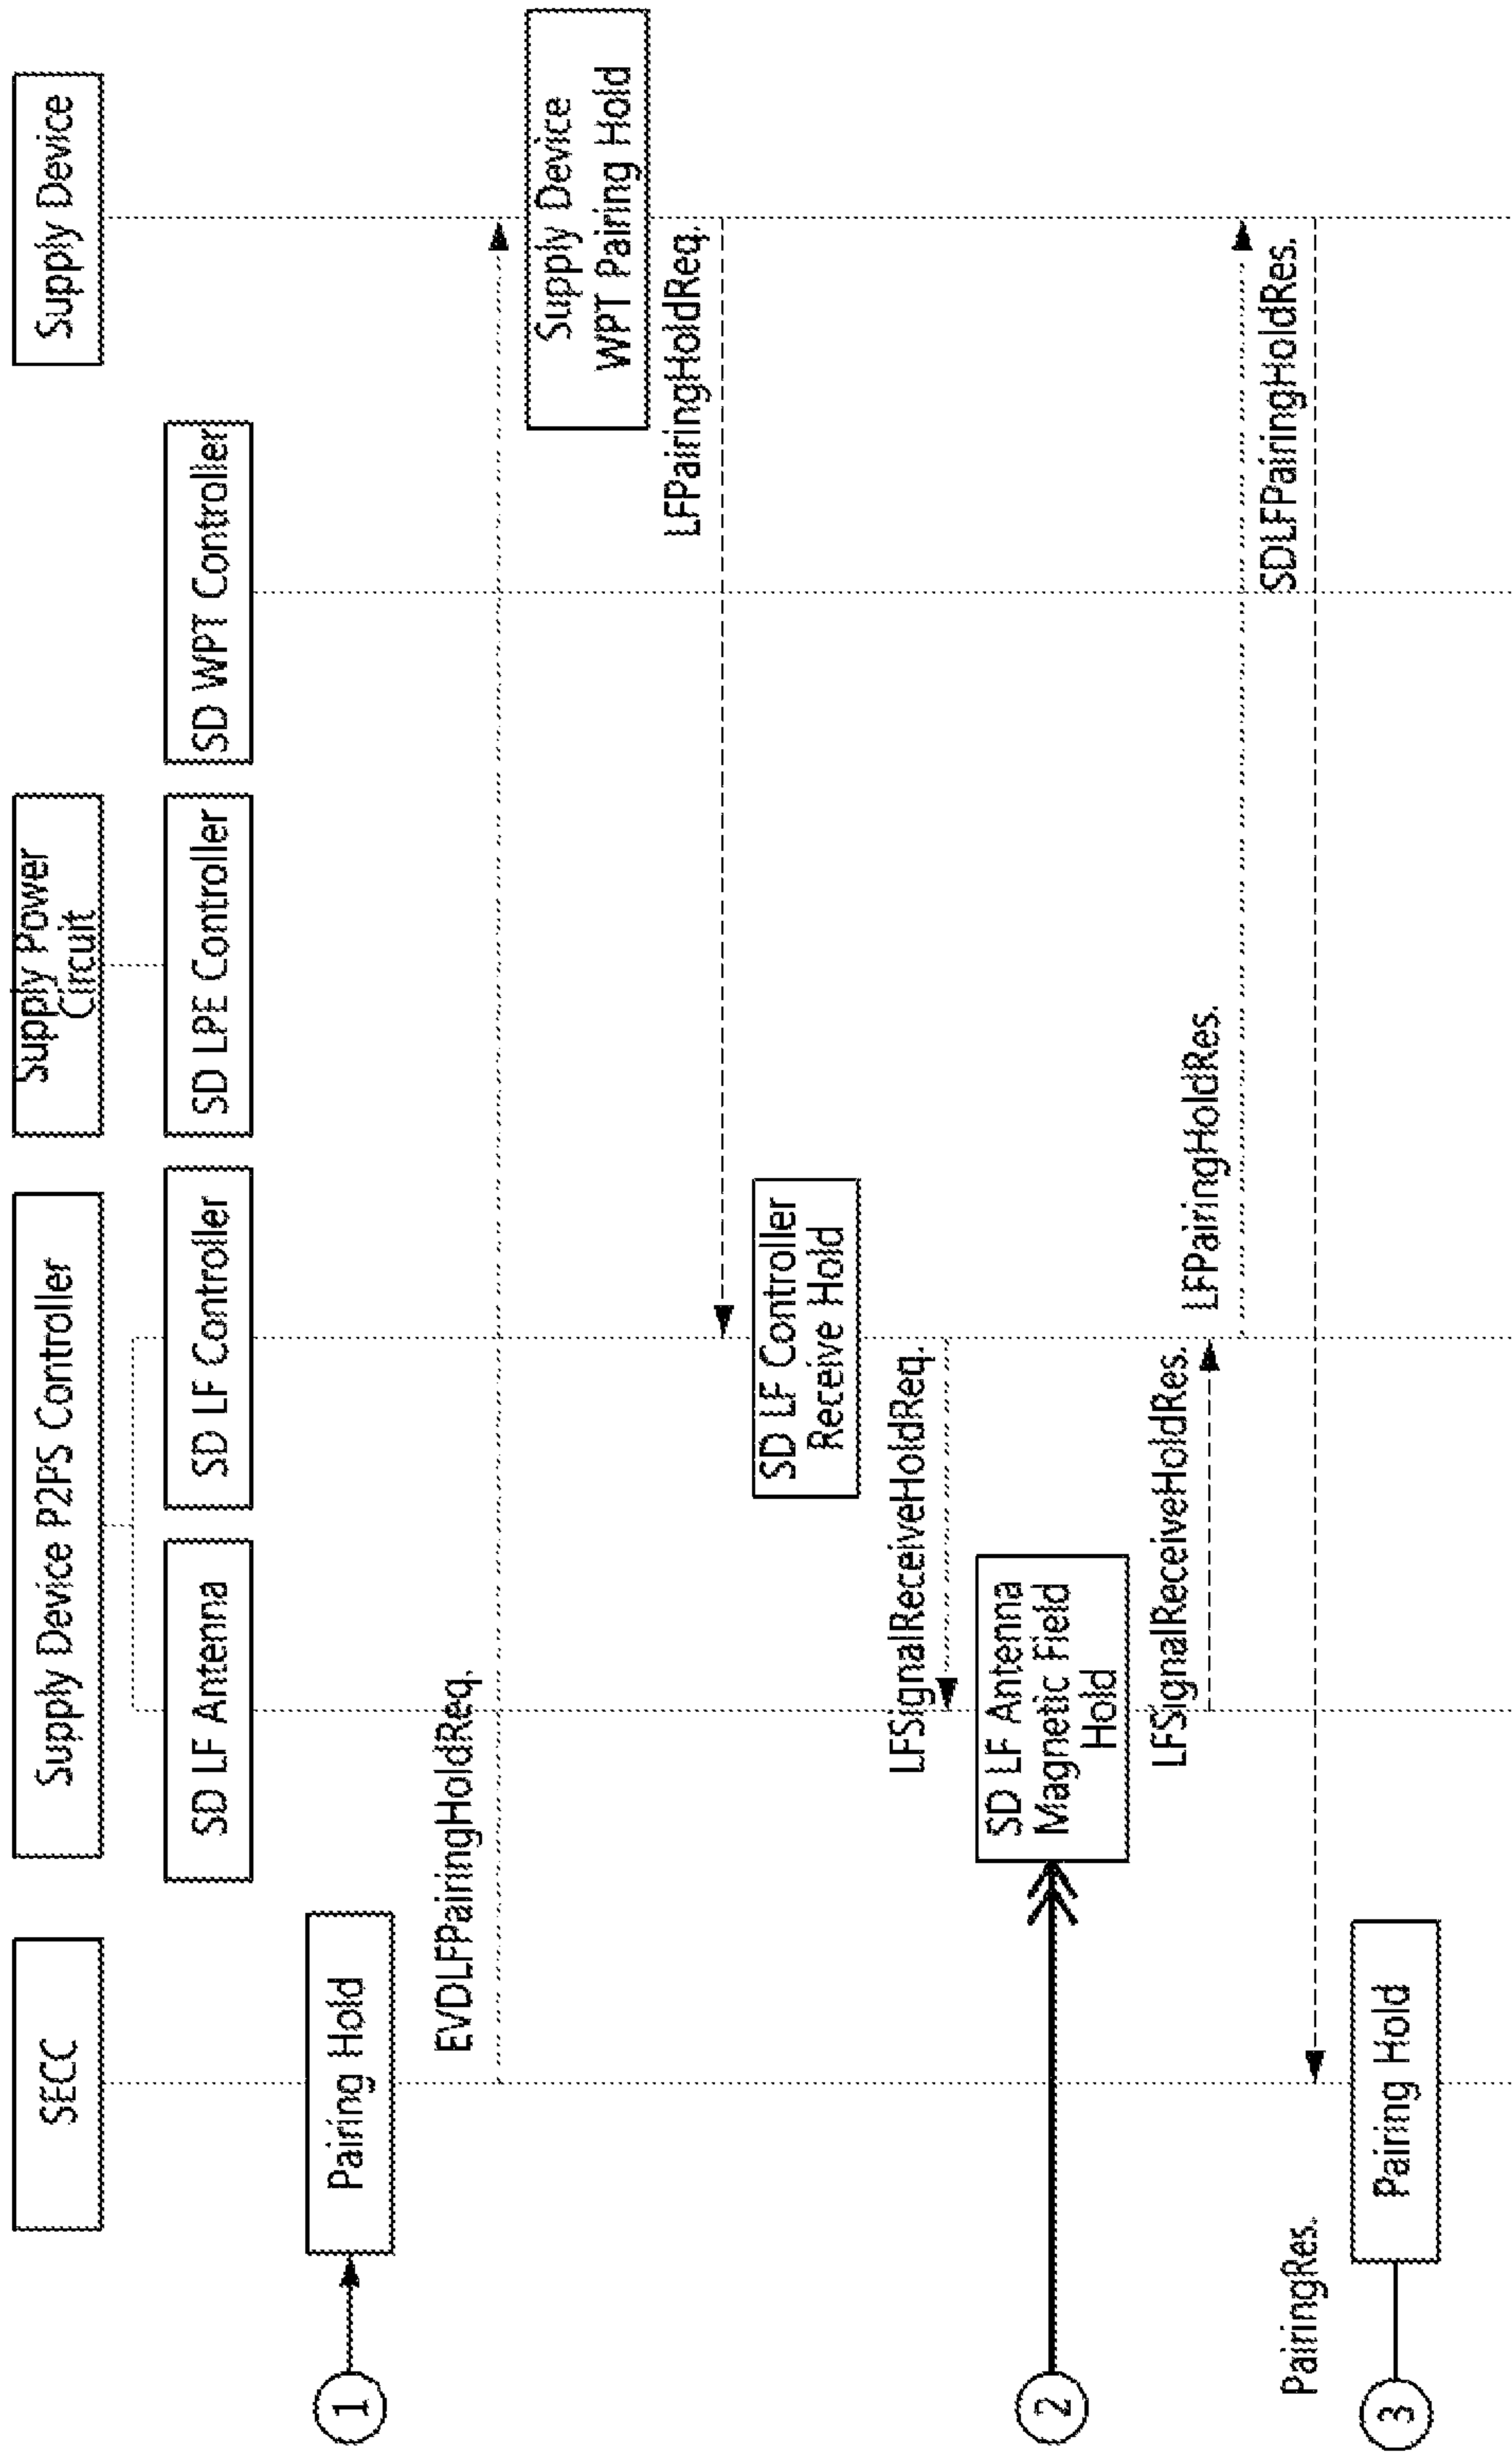 SECC
Supply Device P2PS Controller
Supply Power
Circuit
Supply Device
SD LF Antenna
SD LF Controller
SD LPE Controller
SD WPT Controller
1
Pairing Hold
EVDLFPairingHoldReq.
Supply Device
WPT Pairing Hold
LFPairingHoldReq.
SD LF Controller
Receive Hold
LFSignalReceiveHoldReq.
2
SD LF Antenna
Magnetic Field
Hold
LFSignalReceiveHoldRes.
LFPairingHoldRes.
SDLFPairingHoldRes.
PairingRes.
3
Pairing Hold